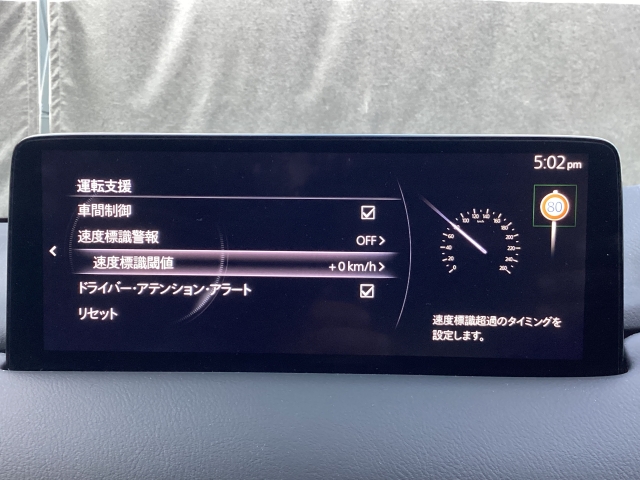 5:02pm
運転支援
車間制御
速度標識警報 OFF
速度標識閾値 +0 km/h
ドライバー・アテンション・アラート
リセット
80
速度標識超過のタイミングを
設定します。